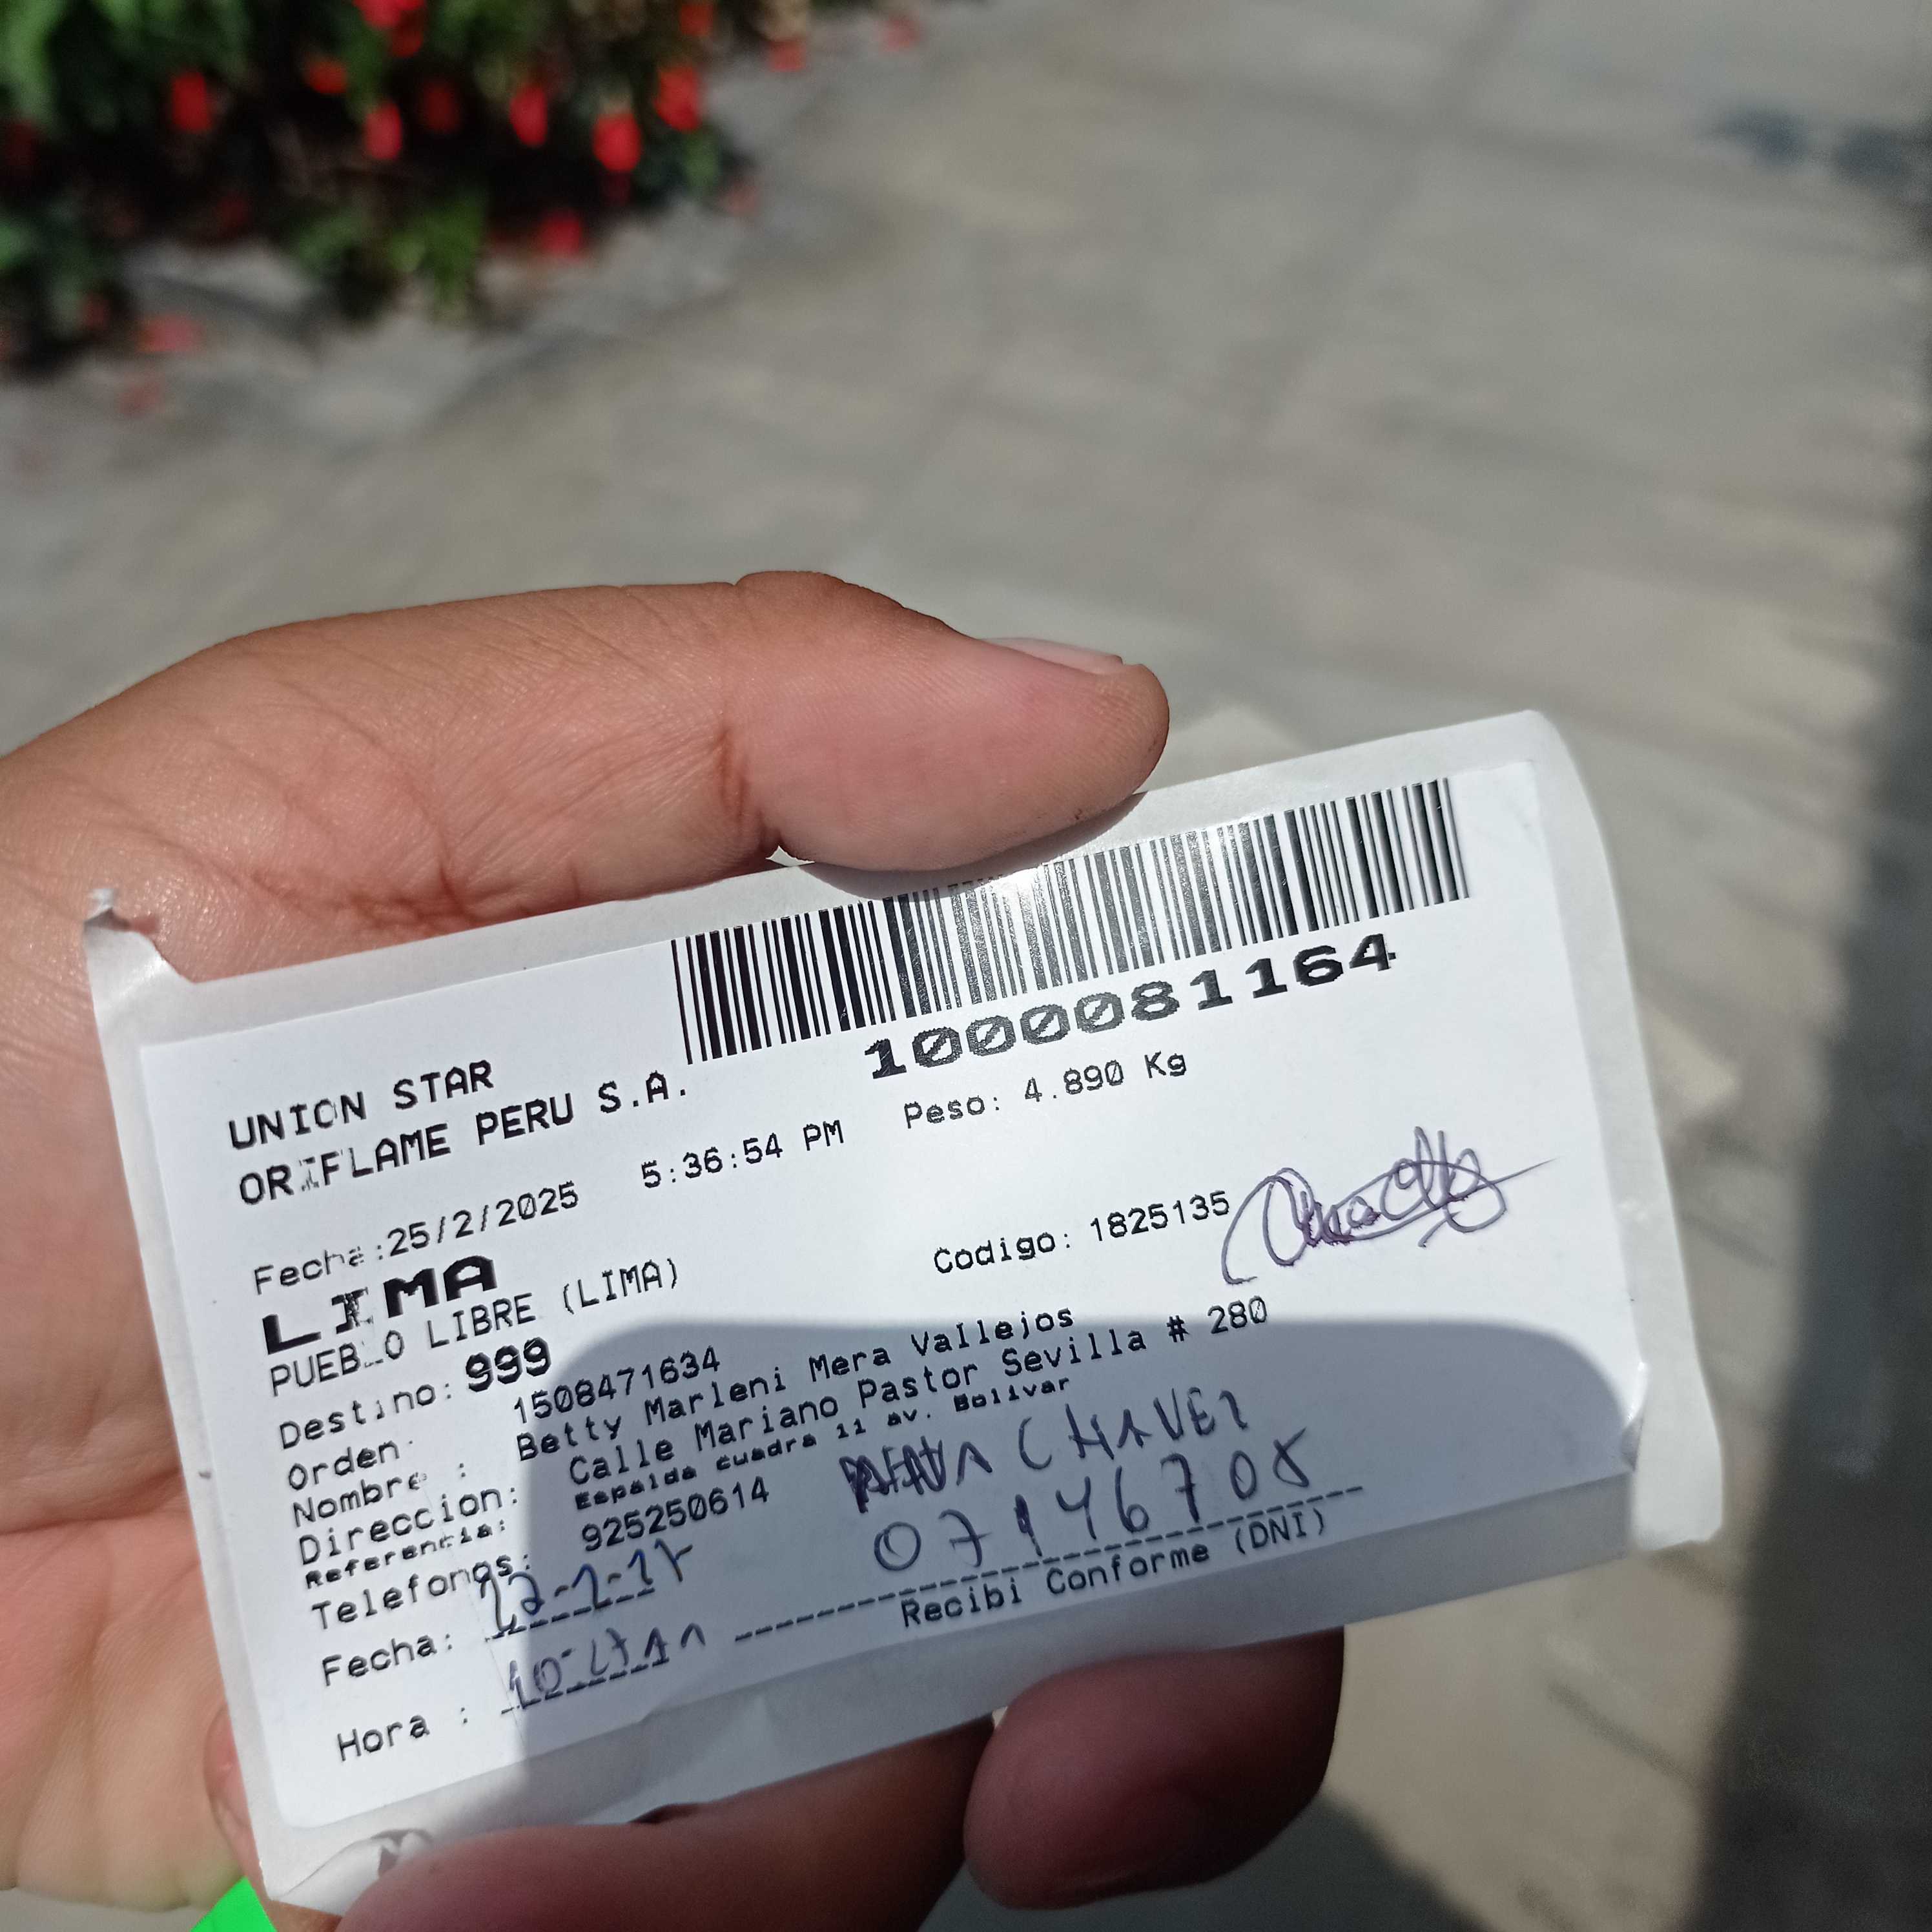 1000081164
UNION STAR
ORIFLAME PERU S.A.
Fecha:25/2/2025 5:36:54 PM Peso: 4.890 Kg
LIMA
PUEBLO LIBRE (LIMA) Codigo: 1825135
Destino: 999
Orden: 1508471634
Nombre : Betty Marleni Mera Vallejos
Direccion: Calle Mariano Pastor Sevilla # 280
Referencia: Espalda cuadra 11 av. Bolivar
Telefonos: 925250614
CHAVEZ
07146708
Fecha:
Hora :
Recibi Conforme (DNI)